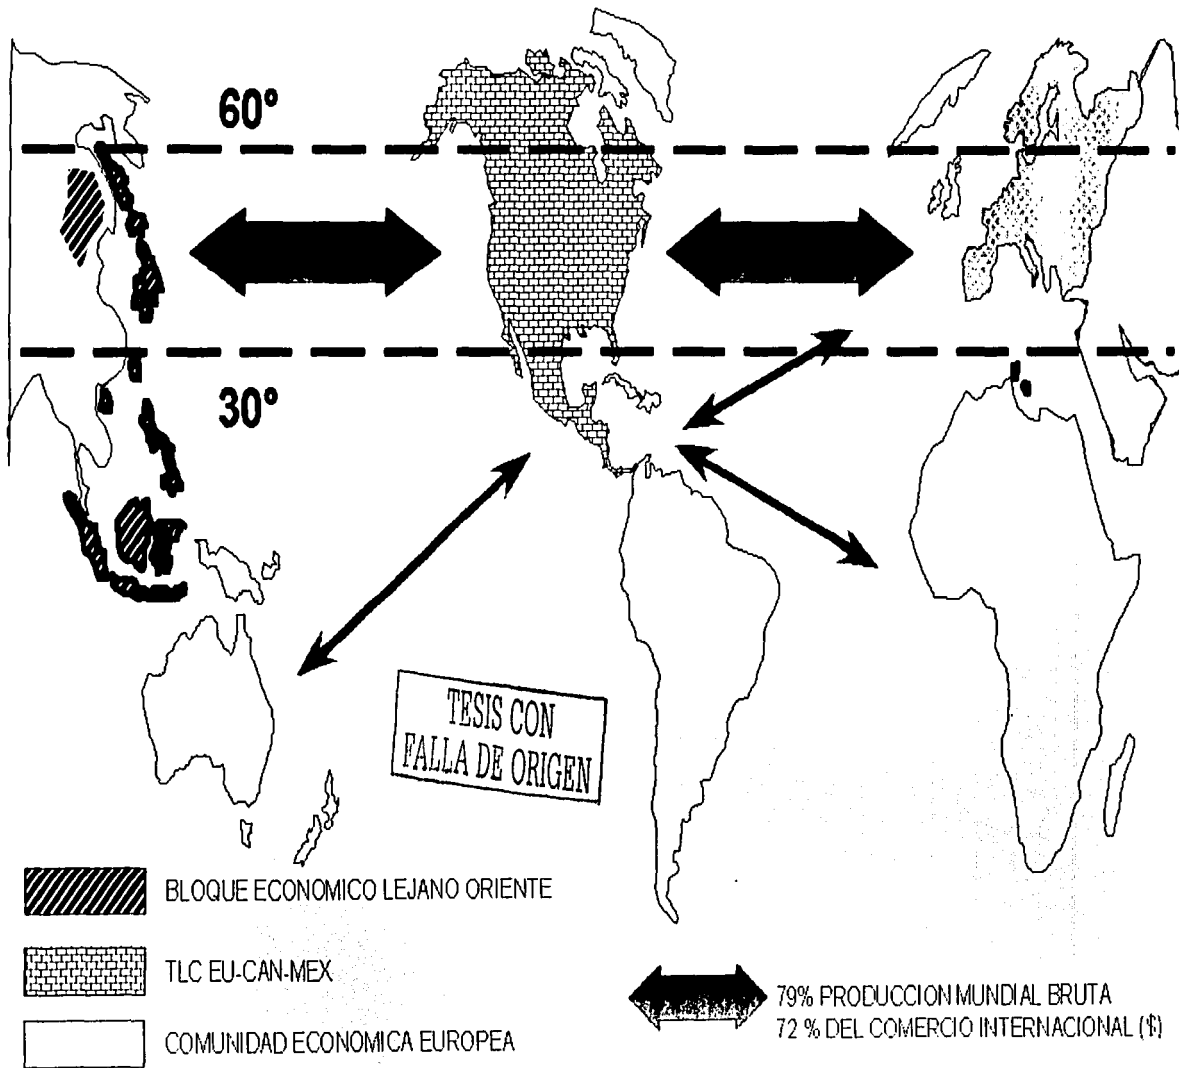 60°
30°
TESIS CON
FALLA DE ORIGEN
BLOQUE ECONOMICO LEJANO ORIENTE
TLC EU-CAN-MEX
COMUNIDAD ECONOMICA EUROPEA
79% PRODUCCION MUNDIAL BRUTA
72 % DEL COMERCIO INTERNACIONAL ($)